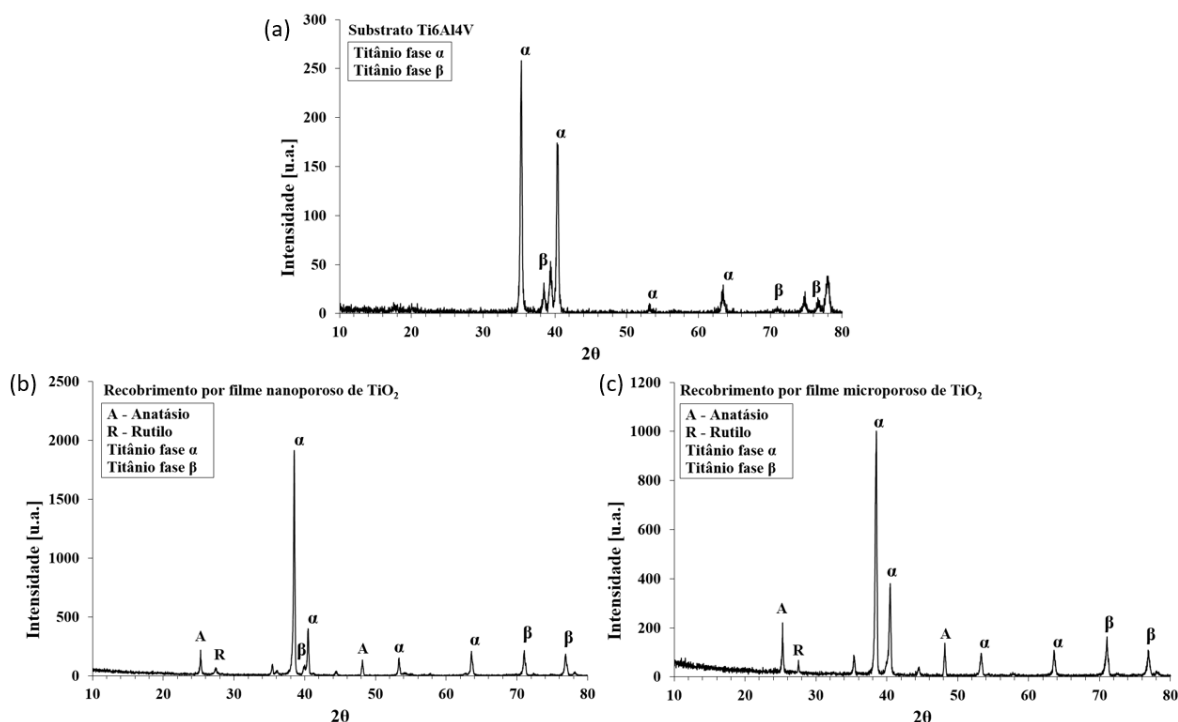 (a)
Substrato Ti6Al4V
Titânio fase α
Titânio fase β
Intensidade [u.a.]
300
250
200
150
100
50
0
α
α
β
α
α
β
β
10 20 30 40 50 60 70 80
2θ
(b)
Recobrimento por filme nanoporoso de TiO₂
A - Anatásio
R - Rutilo
Titânio fase α
Titânio fase β
Intensidade [u.a.]
2500
2000
1500
1000
500
0
α
α
A
R
β
A
α
α
β
β
10 20 30 40 50 60 70 80
2θ
(c)
Recobrimento por filme microporoso de TiO₂
A - Anatásio
R - Rutilo
Titânio fase α
Titânio fase β
Intensidade [u.a.]
1200
1000
800
600
400
200
0
α
α
A
R
A
α
α
β
β
10 20 30 40 50 60 70 80
2θ